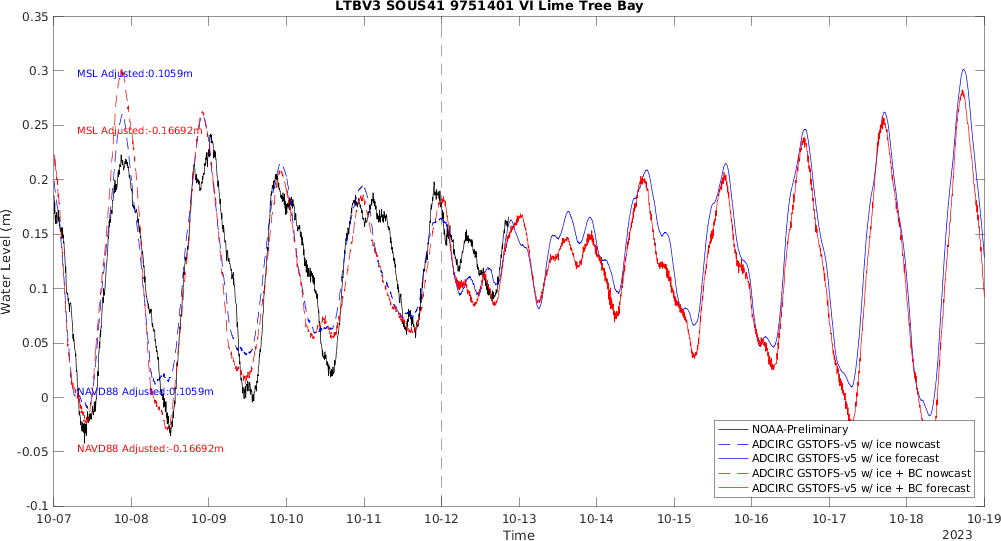 LTBV3 SOUS41 9751401 VI Lime Tree Bay
0.35
0.3
0.25
0.2
0.15
0.1
0.05
0
-0.05
-0.1
Water Level (m)
MSL Adjusted:0.1059m
MSL Adjusted:-0.16692m
NAVD88 Adjusted:0.1059m
NAVD88 Adjusted:-0.16692m
NOAA-Preliminary
ADCIRC GSTOFS-v5 w/ ice nowcast
ADCIRC GSTOFS-v5 w/ ice forecast
ADCIRC GSTOFS-v5 w/ ice + BC nowcast
ADCIRC GSTOFS-v5 w/ ice + BC forecast
10-07 10-08 10-09 10-10 10-11 10-12 10-13 10-14 10-15 10-16 10-17 10-18 10-19
Time
2023